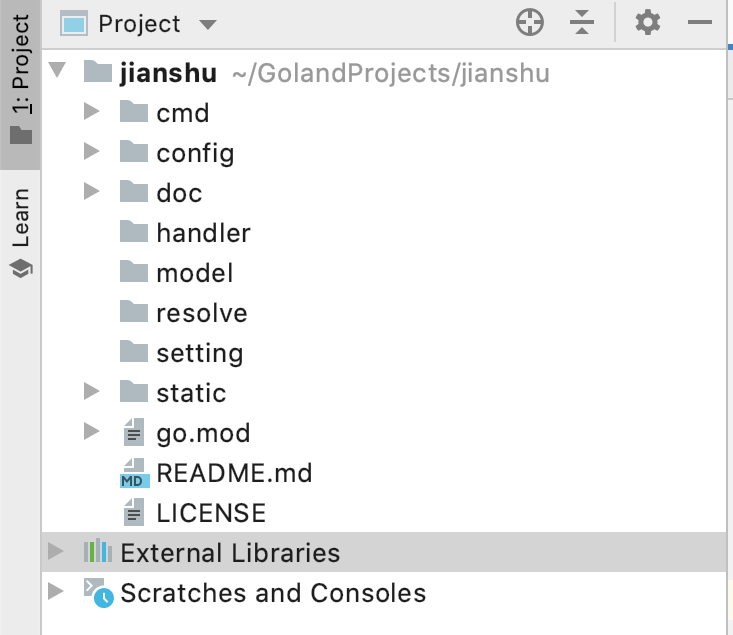 Project
1: Project
Learn
jianshu ~/GolandProjects/jianshu
cmd
config
doc
handler
model
resolve
setting
static
go.mod
MD README.md
LICENSE
External Libraries
Scratches and Consoles